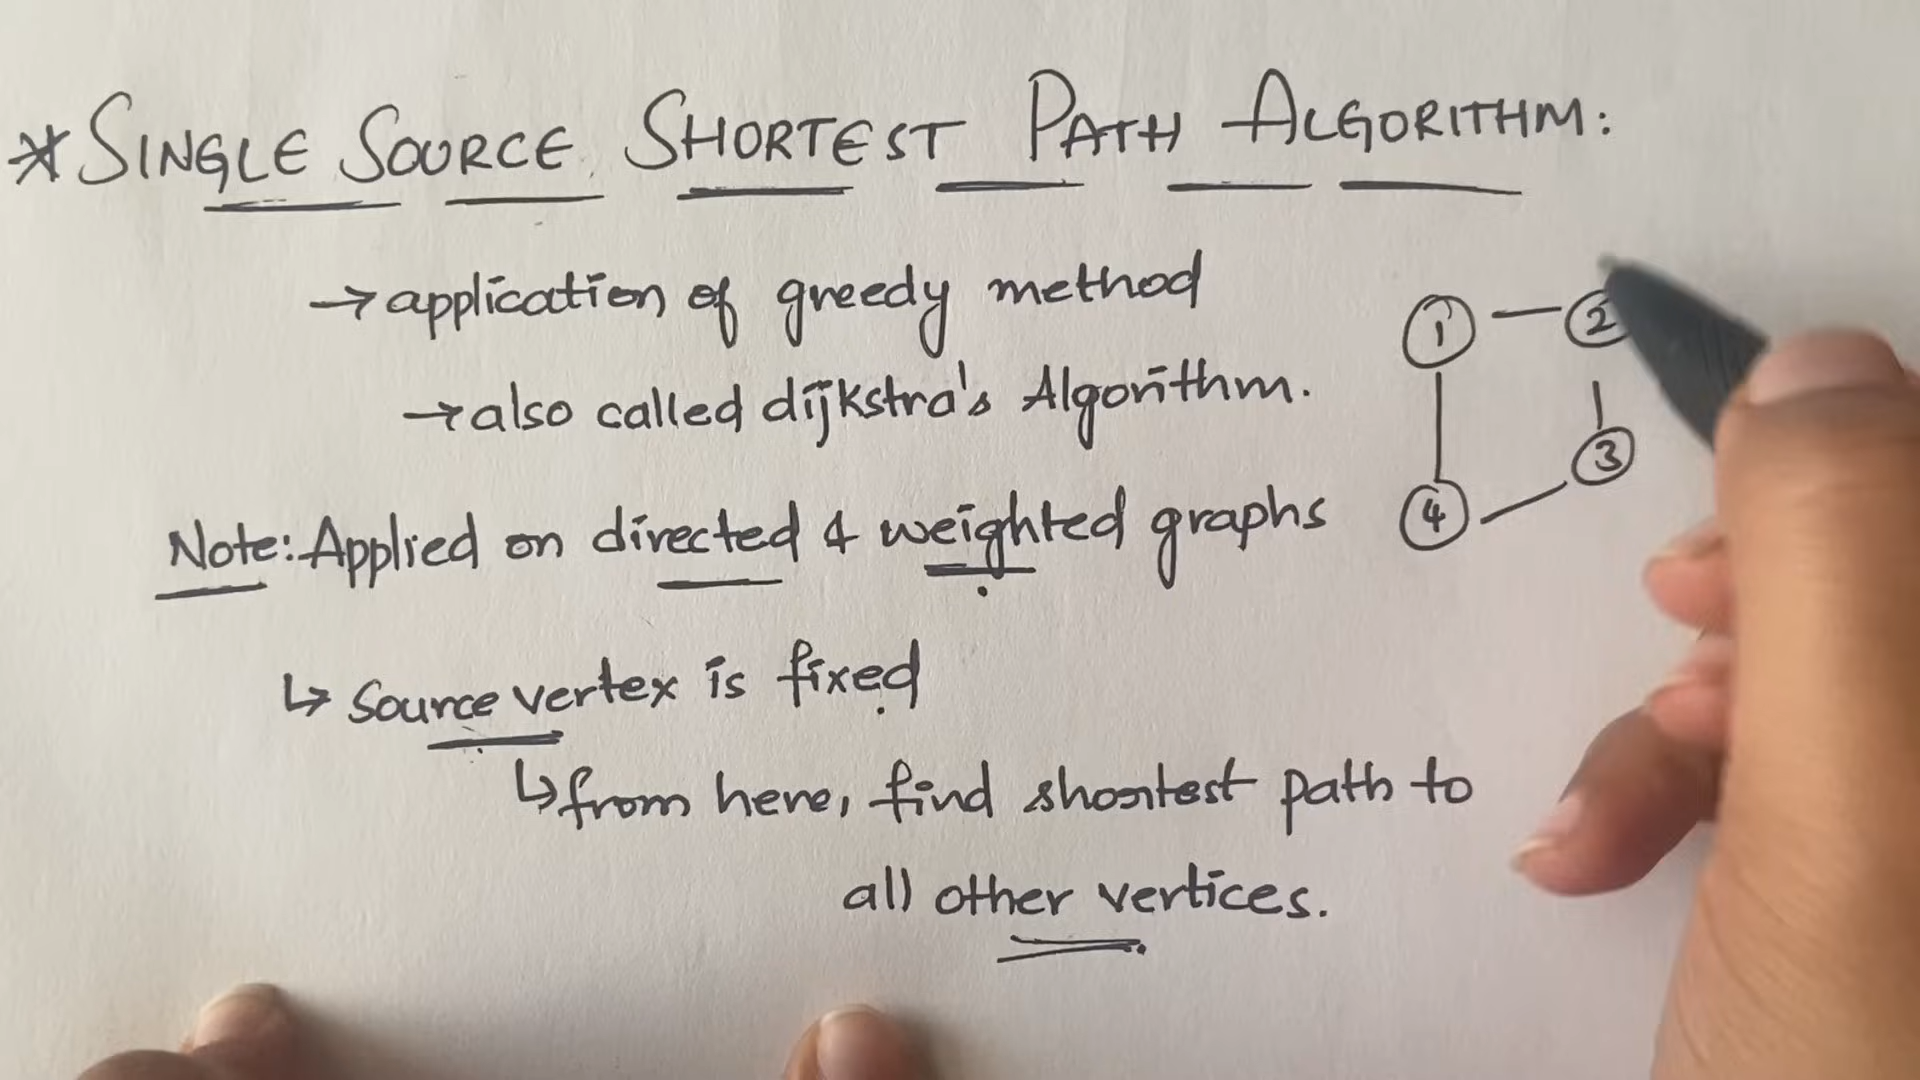 * SINGLE SOURCE SHORTEST PATH ALGORITHM:
→ application of greedy method
→ also called dijkstra's Algorithm.
Note: Applied on directed & weighted graphs
↳ Source vertex is fixed
↳ from here, find shortest path to
all other vertices.
1 2
3
4